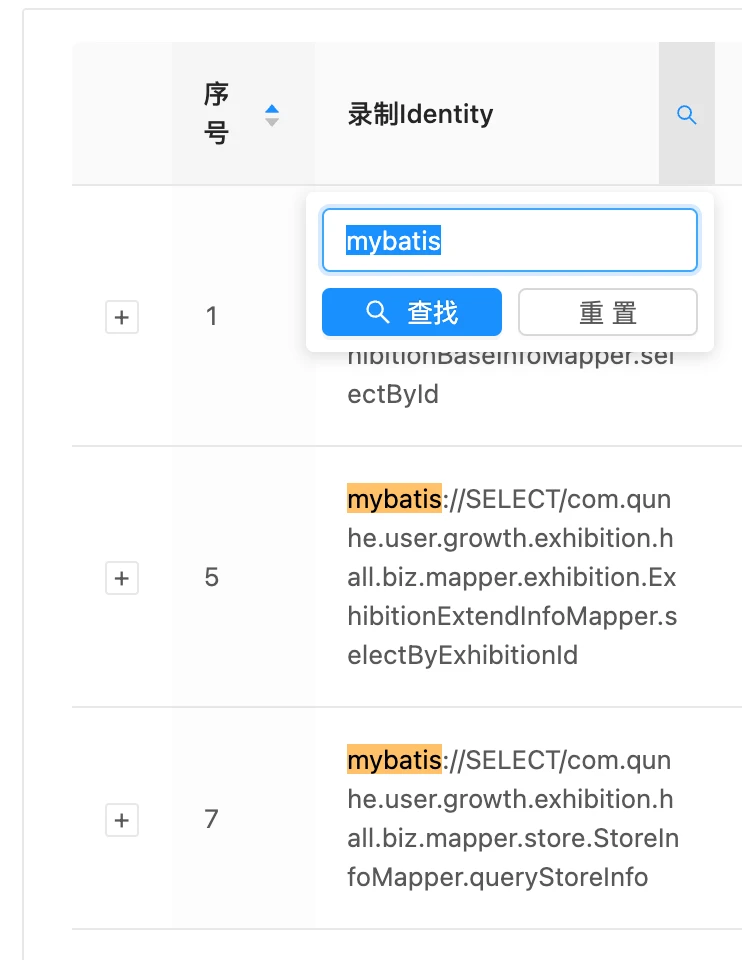 序号
录制Identity
mybatis
查找
重 置
1
hibitionBaseInfoMapper.sel
ectById
5
mybatis://SELECT/com.qun
he.user.growth.exhibition.h
all.biz.mapper.exhibition.Ex
hibitionExtendInfoMapper.s
electByExhibitionId
7
mybatis://SELECT/com.qun
he.user.growth.exhibition.h
all.biz.mapper.store.StoreIn
foMapper.queryStoreInfo